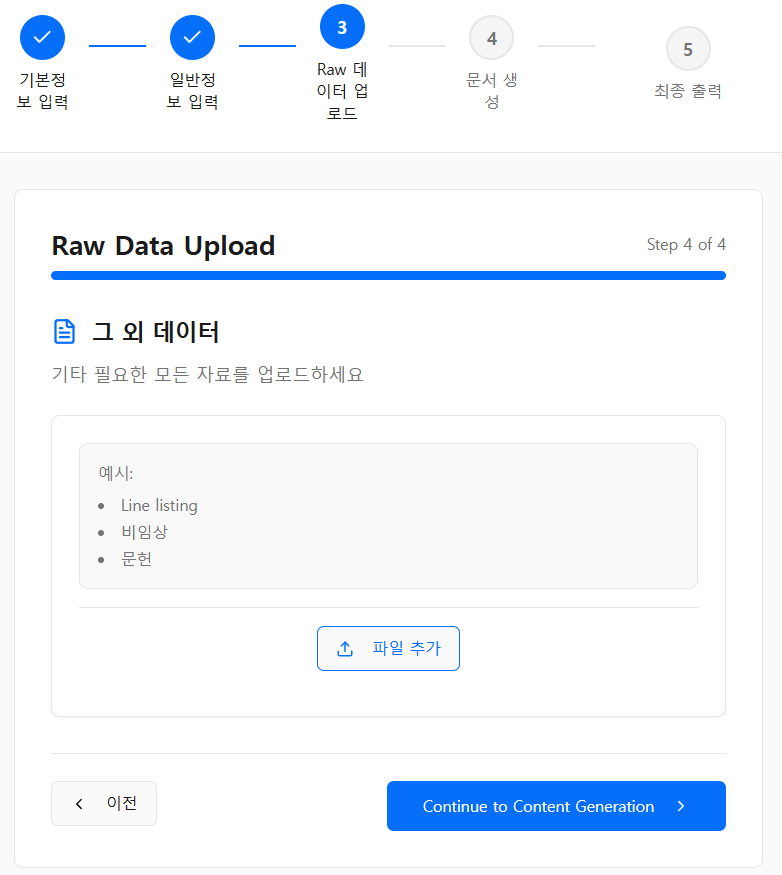 기본정
보 입력
일반정
보 입력
3
Raw 데
이터 업
로드
4
문서 생
성
5
최종 출력
Raw Data Upload
Step 4 of 4
그 외 데이터
기타 필요한 모든 자료를 업로드하세요
예시:
• Line listing
• 비임상
• 문헌
파일 추가
이전
Continue to Content Generation